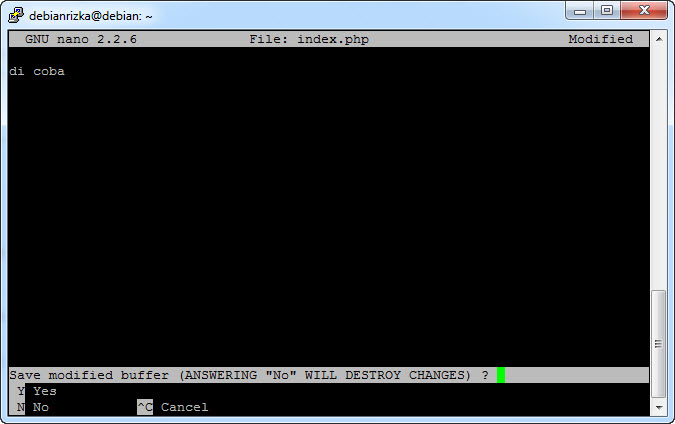 debianrizka@debian: ~
GNU nano 2.2.6 File: index.php Modified
di coba
Save modified buffer (ANSWERING "No" WILL DESTROY CHANGES) ?
Y Yes
N No ^C Cancel